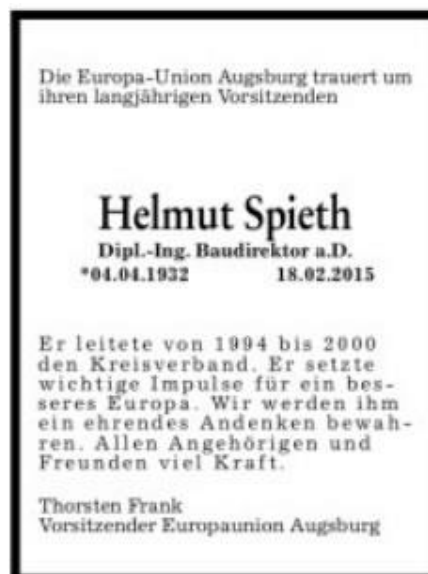 Die Europa-Union Augsburg trauert um
ihren langjährigen Vorsitzenden
Helmut Spieth
Dipl.-Ing. Baudirektor a.D.
*04.04.1932 18.02.2015
Er leitete von 1994 bis 2000
den Kreisverband. Er setzte
wichtige Impulse für ein bes-
seres Europa. Wir werden ihm
ein ehrendes Andenken bewah-
ren. Allen Angehörigen und
Freunden viel Kraft.
Thorsten Frank
Vorsitzender Europaunion Augsburg